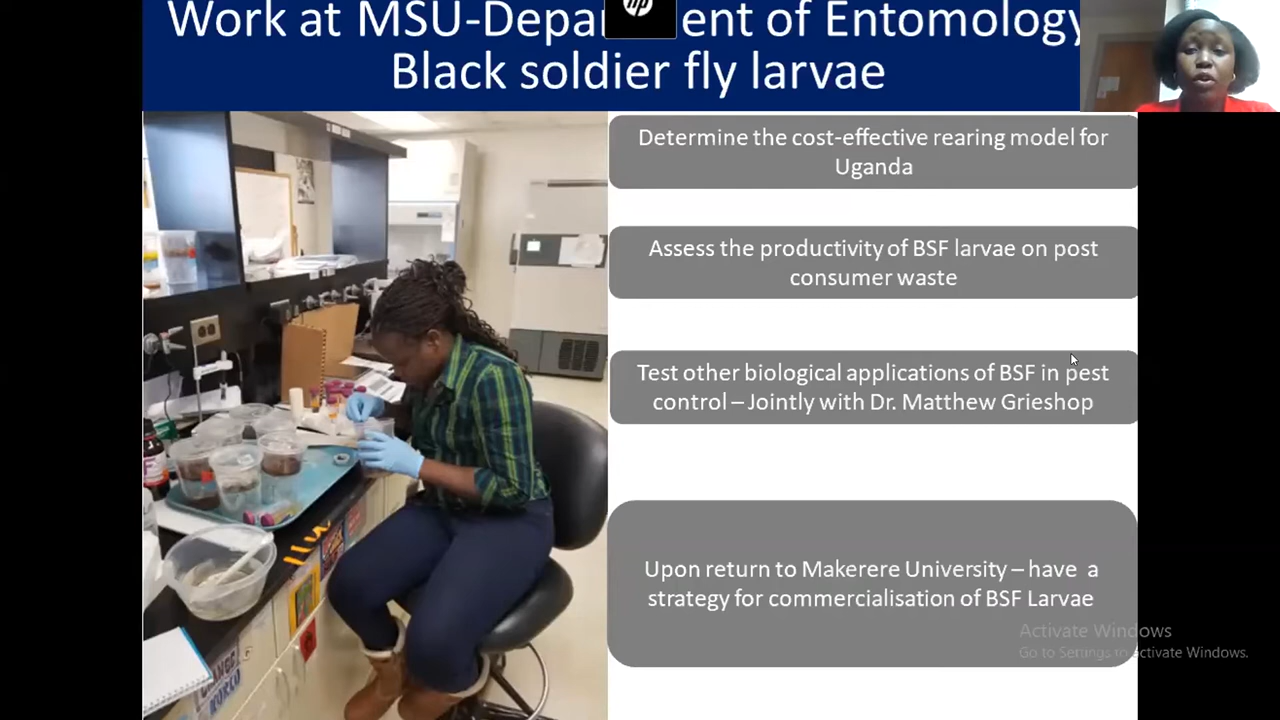 Work at MSU-Depa ent of Entomology
Black soldier fly larvae
hp
Determine the cost-effective rearing model for
Uganda
Assess the productivity of BSF larvae on post
consumer waste
Test other biological applications of BSF in pest
control – Jointly with Dr. Matthew Grieshop
Upon return to Makerere University – have a
strategy for commercialisation of BSF Larvae
Activate Windows
Go to Settings to activate Windows.